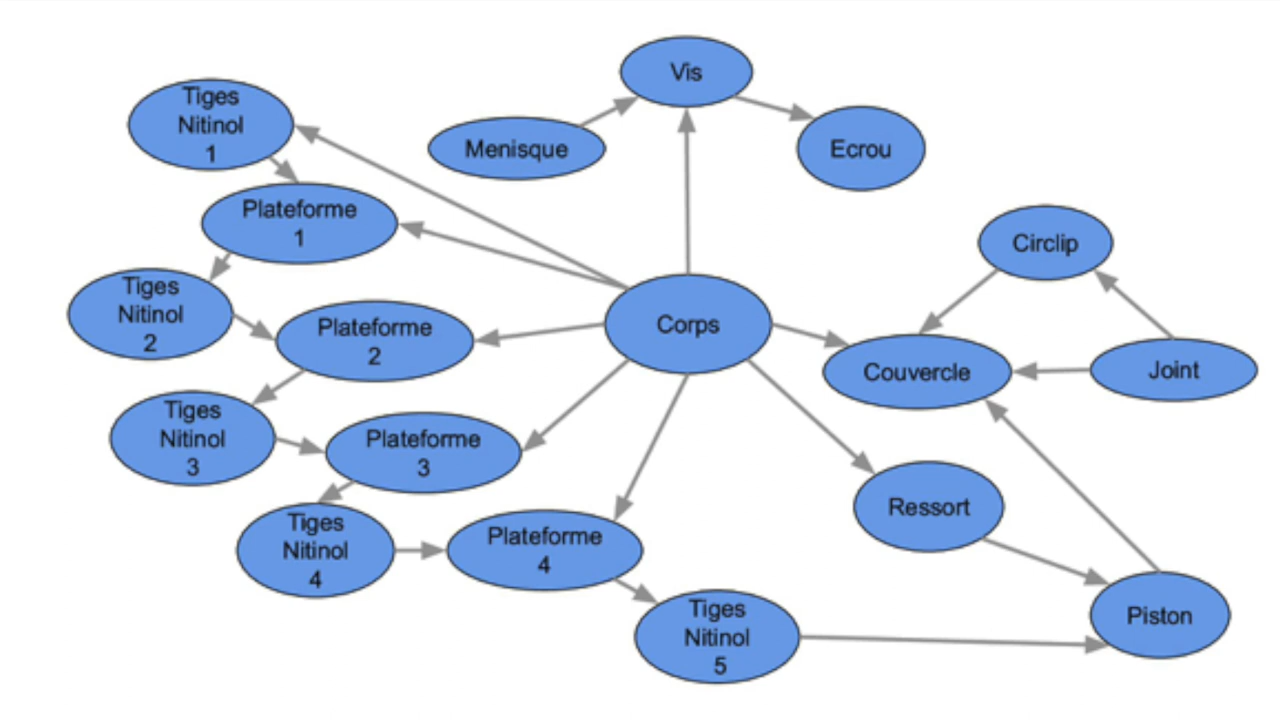 Vis
Tiges
Nitinol
1
Menisque
Ecrou
Plateforme
1
Circlip
Tiges
Nitinol
2
Plateforme
2
Corps
Couvercle
Joint
Tiges
Nitinol
3
Plateforme
3
Ressort
Tiges
Nitinol
4
Plateforme
4
Tiges
Nitinol
5
Piston